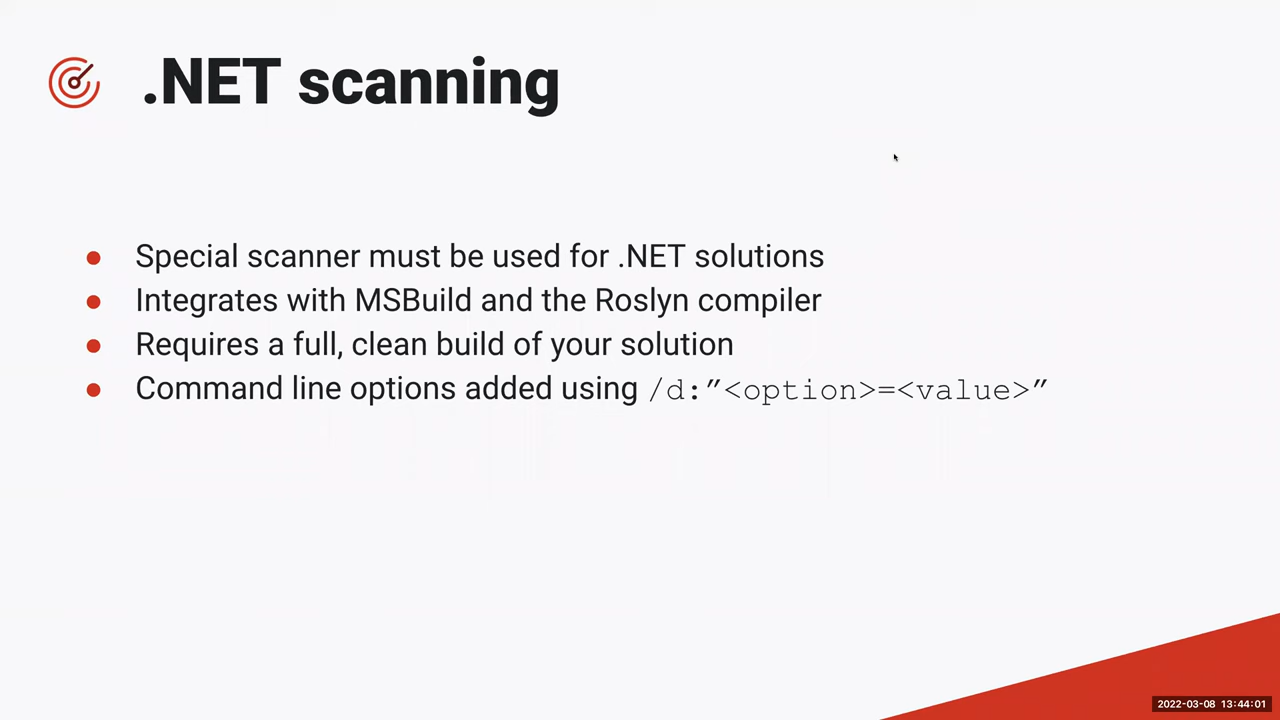 .NET scanning
● Special scanner must be used for .NET solutions
● Integrates with MSBuild and the Roslyn compiler
● Requires a full, clean build of your solution
● Command line options added using /d:”<option>=<value>”
2022-03-08 13:44:01